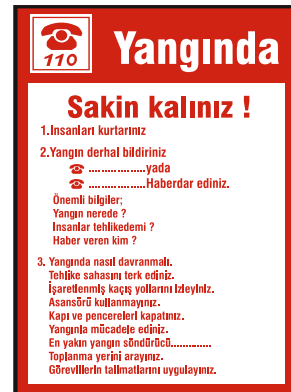 110
Yangında
Sakin kalınız !
1.Insanları kurtarınız
2.Yangın derhal bildiriniz
☎ .................yada
☎ .................Haberdar ediniz.
Önemli bilgiler;
Yangın nerede ?
Insanlar tehlikedemi ?
Haber veren kim ?
3. Yangında nasıl davranmalı.
Tehlike sahasını terk ediniz.
İşaretlenmiş kaçış yollarını izleyiniz.
Asansörü kullanmayınız.
Kapı ve pencereleri kapatınız.
Yangınla mücadele ediniz.
En yakın yangın söndürücü............
Toplanma yerini arayınız.
Görevlilerin talimatlarını uygulayınız.